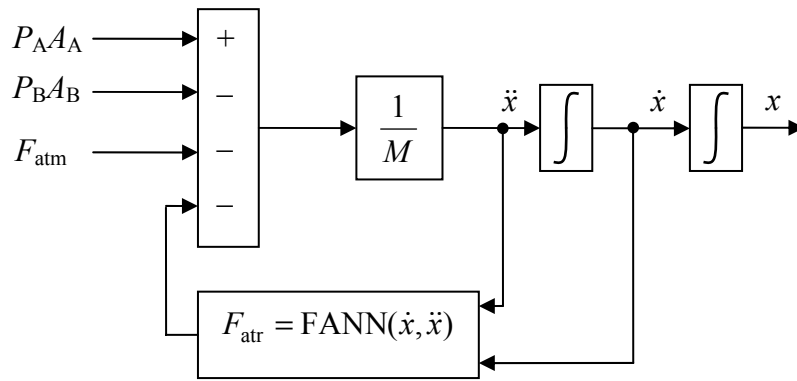 P_A A_A
+
P_B A_B
−
F_atm
−
−
1/M
ẍ
∫
ẋ
∫
x
F_atr = FANN(ẋ, ẍ)